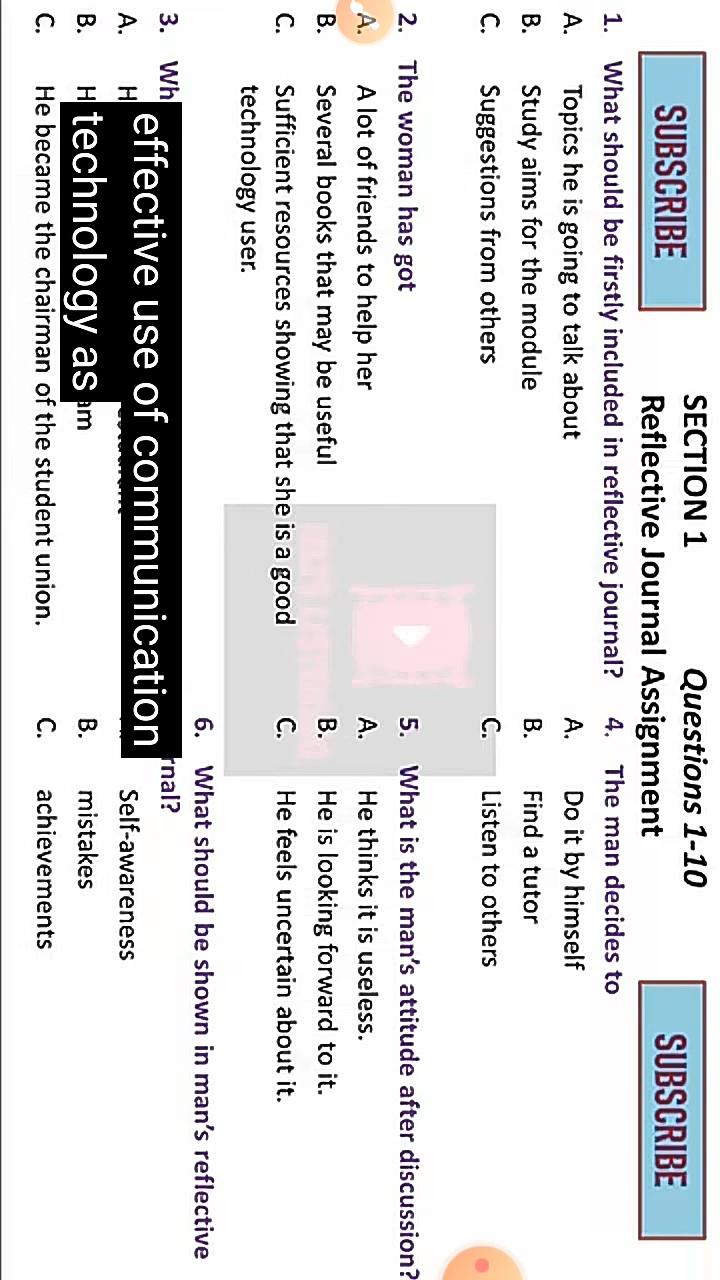 SUBSCRIBE
SECTION 1 Questions 1-10
Reflective Journal Assignment
SUBSCRIBE
1. What should be firstly included in reflective journal?
A. Topics he is going to talk about
B. Study aims for the module
C. Suggestions from others
2. The woman has got
A. A lot of friends to help her
B. Several books that may be useful
C. Sufficient resources showing that she is a good
technology user.
3.
A.
B.
C. He became the chairman of the student union.
4. The man decides to
A. Do it by himself
B. Find a tutor
C. Listen to others
5. What is the man's attitude after discussion?
A. He thinks it is useless.
B. He is looking forward to it.
C. He feels uncertain about it.
6. What should be shown in man's reflective
Self-awareness
B. mistakes
C. achievements
effective use of communication
technology as